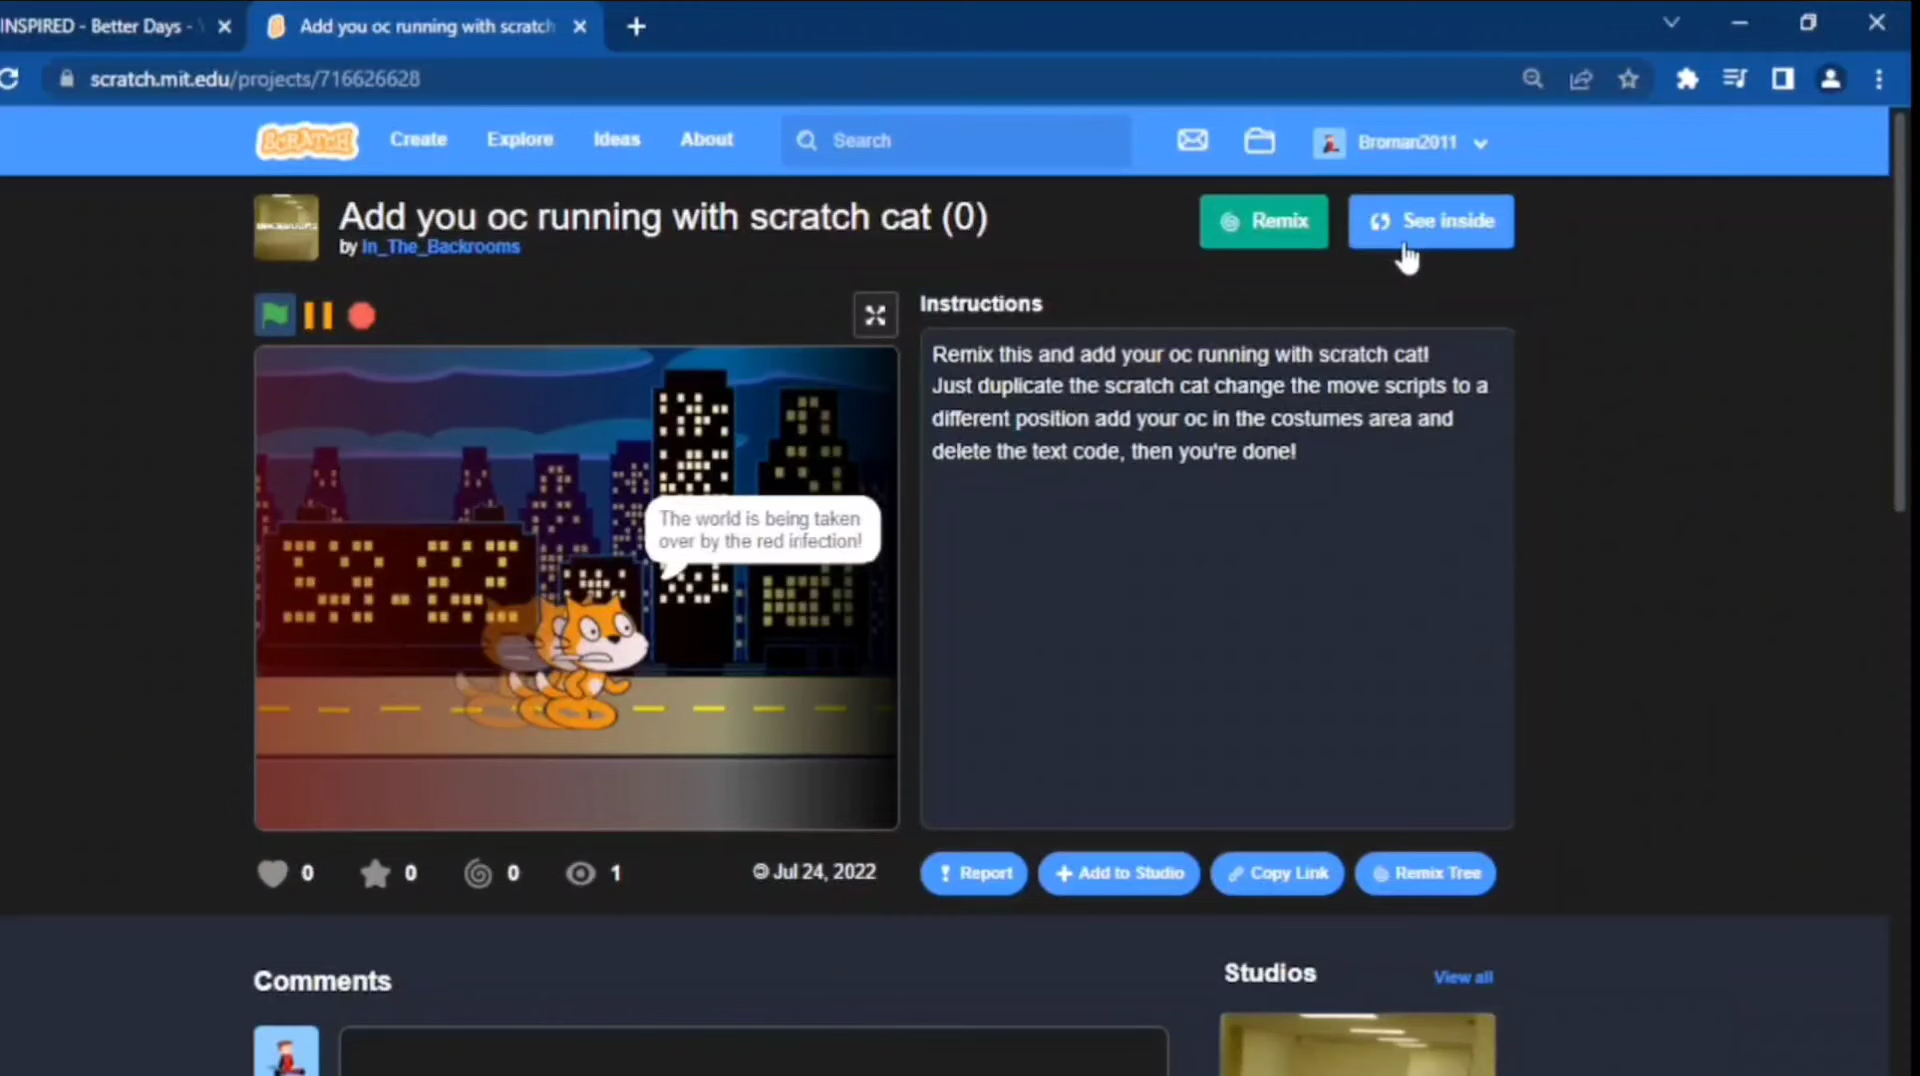 INSPIRED - Better Days -
Add you oc running with scratch
scratch.mit.edu/projects/716626628
SCRATCH
Create
Explore
Ideas
About
Search
Broman2011
Add you oc running with scratch cat (0)
by In_The_Backrooms
Remix
See inside
Instructions
Remix this and add your oc running with scratch cat!
Just duplicate the scratch cat change the move scripts to a
different position add your oc in the costumes area and
delete the text code, then you're done!
The world is being taken
over by the red infection!
0
0
0
1
© Jul 24, 2022
Report
Add to Studio
Copy Link
Remix Tree
Comments
Studios
View all